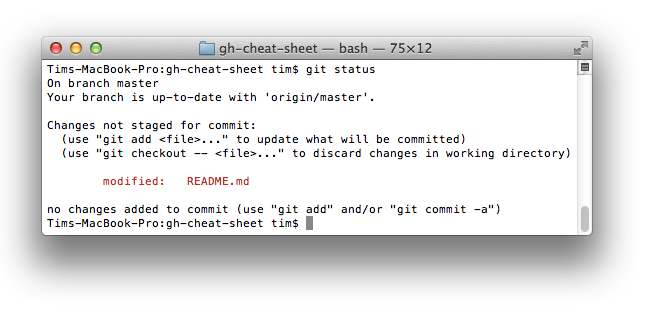 gh-cheat-sheet — bash — 75×12
Tims-MacBook-Pro:gh-cheat-sheet tim$ git status
On branch master
Your branch is up-to-date with 'origin/master'.

Changes not staged for commit:
  (use "git add <file>..." to update what will be committed)
  (use "git checkout -- <file>..." to discard changes in working directory)

        modified:   README.md

no changes added to commit (use "git add" and/or "git commit -a")
Tims-MacBook-Pro:gh-cheat-sheet tim$